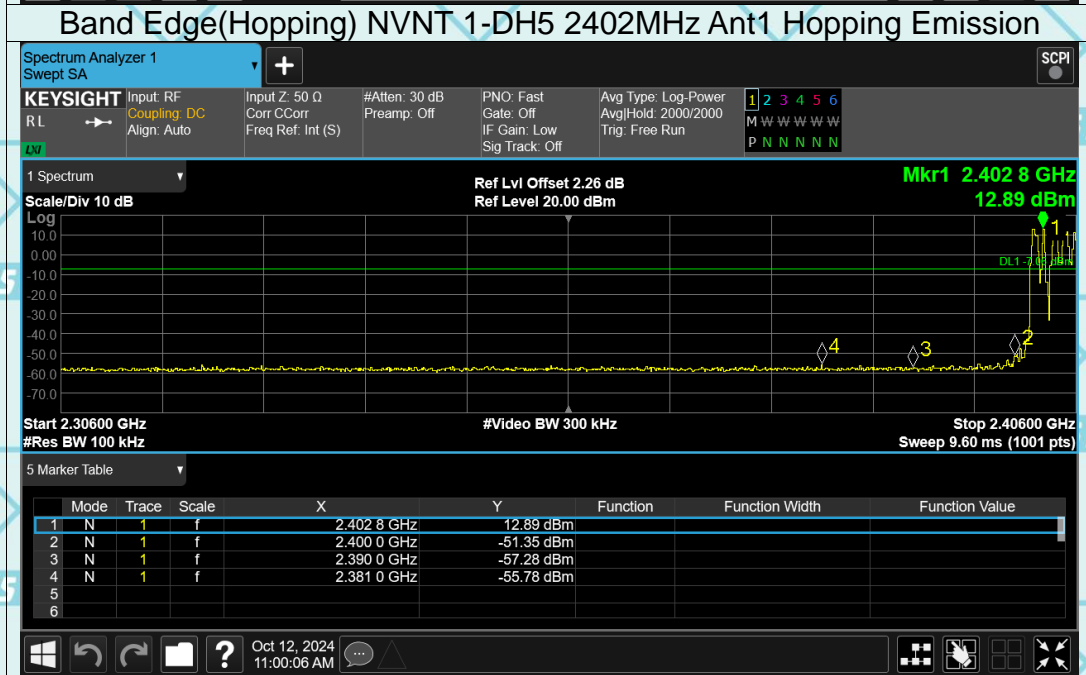 Band Edge(Hopping) NVNT 1-DH5 2402MHz Ant1 Hopping Emission
Spectrum Analyzer 1
Swept SA
+
SCPI
KEYSIGHT
RL
LXI
Input: RF
Coupling: DC
Align: Auto
Input Z: 50 Ω
Corr CCorr
Freq Ref: Int (S)
#Atten: 30 dB
Preamp: Off
PNO: Fast
Gate: Off
IF Gain: Low
Sig Track: Off
Avg Type: Log-Power
Avg|Hold: 2000/2000
Trig: Free Run
1 2 3 4 5 6
M W W W W W
P N N N N N
1 Spectrum
Scale/Div 10 dB
Ref Lvl Offset 2.26 dB
Ref Level 20.00 dBm
Mkr1 2.402 8 GHz
12.89 dBm
Log
10.0
0.00
-10.0
-20.0
-30.0
-40.0
-50.0
-60.0
-70.0
1
DL1
dBm
2
3
4
Start 2.30600 GHz
#Res BW 100 kHz
#Video BW 300 kHz
Stop 2.40600 GHz
Sweep 9.60 ms (1001 pts)
5 Marker Table
Mode Trace Scale X Y Function Function Width Function Value
1 N 1 f 2.402 8 GHz 12.89 dBm
2 N 1 f 2.400 0 GHz -51.35 dBm
3 N 1 f 2.390 0 GHz -57.28 dBm
4 N 1 f 2.381 0 GHz -55.78 dBm
5
6
?
Oct 12, 2024
11:00:06 AM